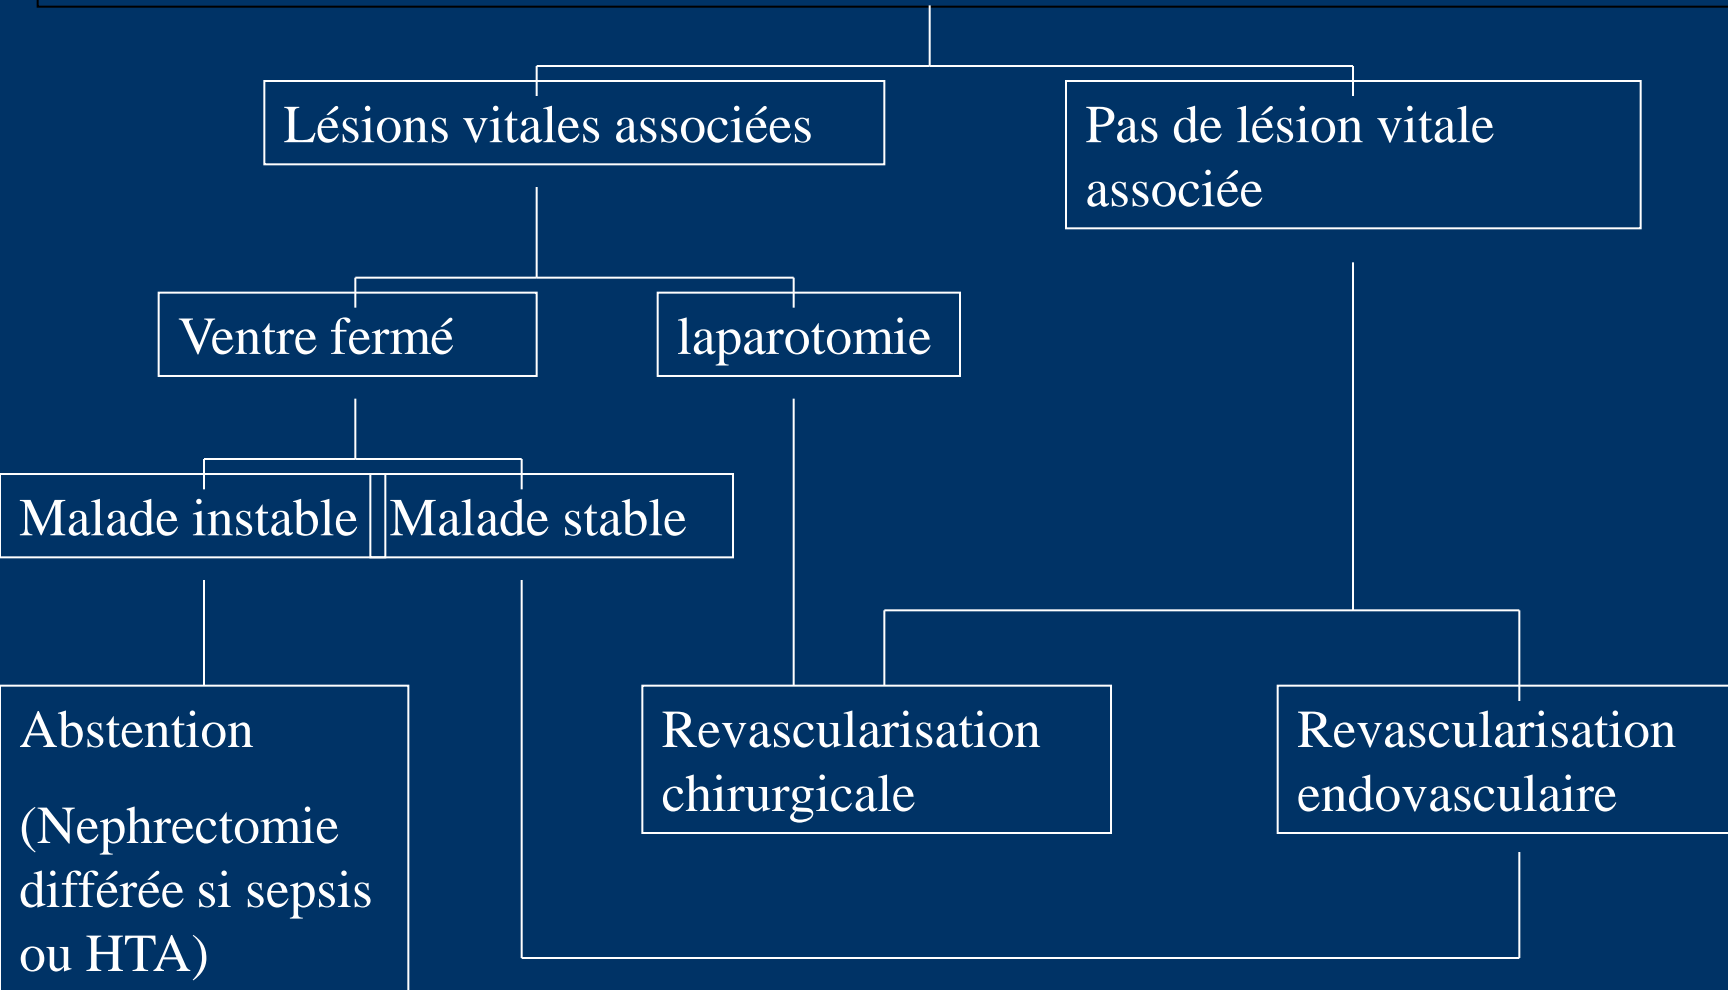 Lésions vitales associées
Pas de lésion vitale
associée
Ventre fermé
laparotomie
Malade instable
Malade stable
Abstention
(Nephrectomie
différée si sepsis
ou HTA)
Revascularisation
chirurgicale
Revascularisation
endovasculaire